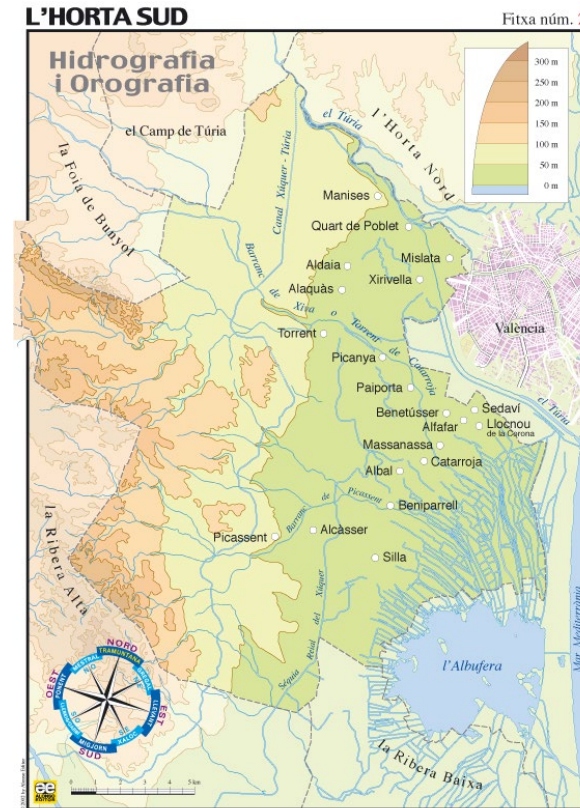 L'HORTA SUD
Fitxa núm.
Hidrografia
i Orografia
300 m
250 m
200 m
150 m
100 m
50 m
0 m
el Camp de Túria
la Foia de Bunyol
el Túria
l'Horta Nord
Canal Xúquer - Túria
Manises
Quart de Poblet
Mislata
Aldaia
Xirivella
Alaquàs
Barranc de Xiva o Torrent de Catarroja
València
Torrent
Picanya
Paiporta
el Túria
Benetússer
Sedaví
Alfafar
Llocnou
de la Corona
Massanassa
Catarroja
Albal
Barranc de Picassent
Beniparrell
Picassent
Alcàsser
Silla
la Ribera Alta
Séquia Reial del Xúquer
l'Albufera
Mar Mediterrània
la Ribera Baixa
NORD
TRAMUNTANA
MESTRAL
GREGAL
OEST
PONENT
LLEVANT
EST
XALOC
MIGJORN
SUD
0
5 km